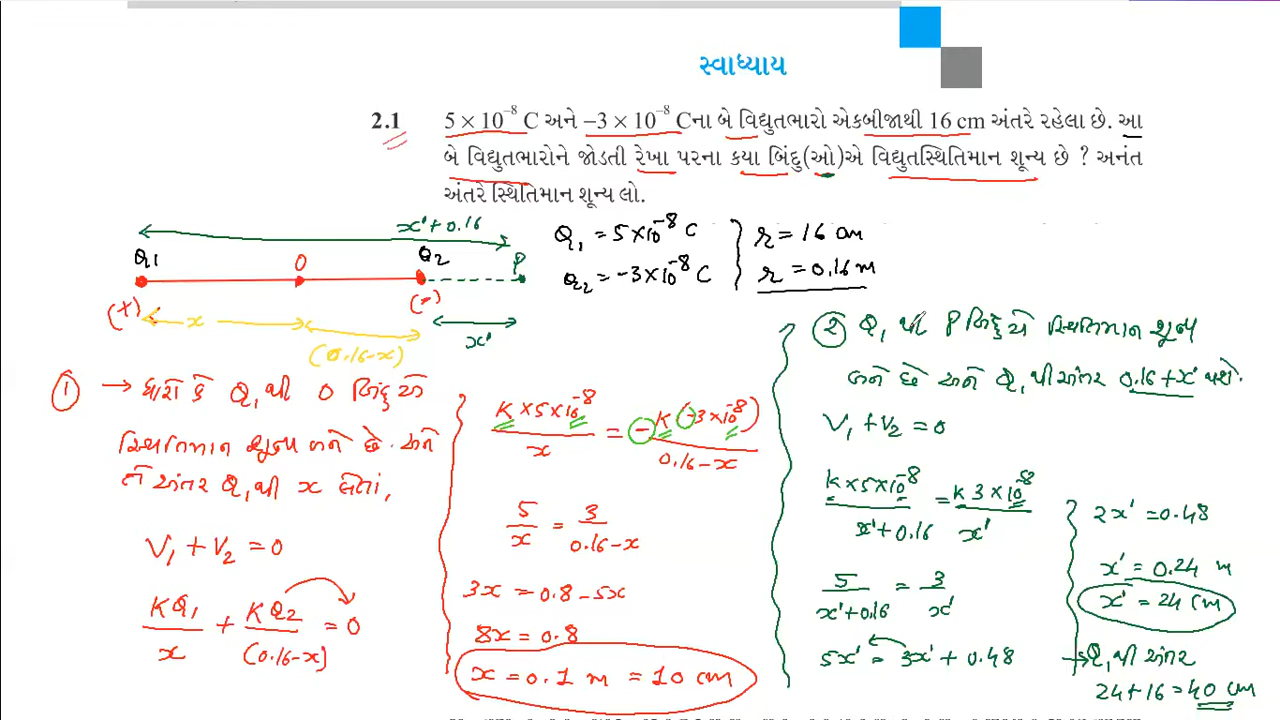 સ્વાધ્યાય
2.1 5 × 10⁻⁸ C અને −3 × 10⁻⁸ Cના બે વિદ્યુતભારો એકબીજાથી 16 cm અંતરે રહેલા છે. આ
બે વિદ્યુતભારોને જોડતી રેખા પરના કયા બિંદુ(ઓ)એ વિદ્યુતસ્થિતિમાન શૂન્ય છે ? અનંત
અંતરે સ્થિતિમાન શૂન્ય લો.
x' + 0.16
Q1 O Q2 P
(+) (-)
x
(0.16-x)
x'
Q₁ = 5×10⁻⁸ C
Q₂ = -3×10⁻⁸ C
r = 16 cm
r = 0.16 m
① → ધારો કે Q₁ થી O બિંદુ એ
સ્થિતિમાન શૂન્ય બને છે. અને
તે અંતર Q₁ થી x લેતાં,
V₁ + V₂ = 0
KQ₁/x + KQ₂/(0.16-x) = 0
K×5×10⁻⁸/x = -K(-3×10⁻⁸)/0.16-x
5/x = 3/0.16-x
3x = 0.8 - 5x
8x = 0.8
x = 0.1 m = 10 cm
② Q₁ થી P બિંદુ એ સ્થિતિમાન શૂન્ય
બને છે અને Q₁ થી અંતર 0.16 + x' થશે.
V₁ + V₂ = 0
K×5×10⁻⁸/x'+0.16 = K3×10⁻⁸/x'
5/x'+0.16 = 3/x'
5x' = 3x' + 0.48
2x' = 0.48
x' = 0.24 m
x' = 24 cm
→ Q₁ થી અંતર
24+16 = 40 cm